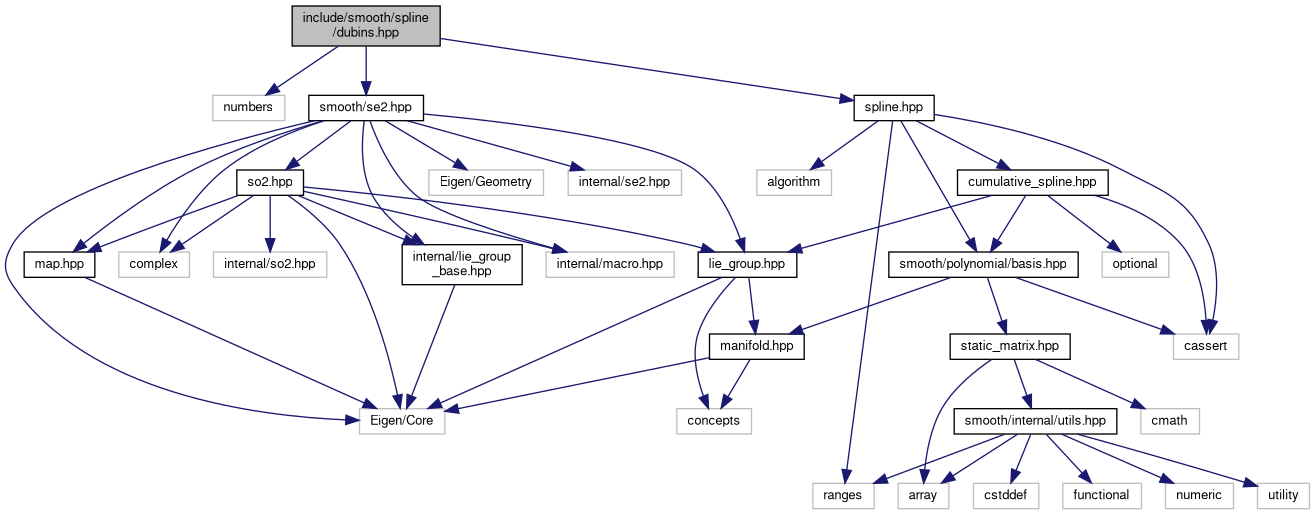 include/smooth/spline
/dubins.hpp
numbers
smooth/se2.hpp
spline.hpp
so2.hpp
Eigen/Geometry
internal/se2.hpp
algorithm
cumulative_spline.hpp
map.hpp
complex
internal/so2.hpp
internal/lie_group
_base.hpp
internal/macro.hpp
lie_group.hpp
smooth/polynomial/basis.hpp
optional
manifold.hpp
static_matrix.hpp
cassert
Eigen/Core
concepts
smooth/internal/utils.hpp
cmath
ranges
array
cstddef
functional
numeric
utility